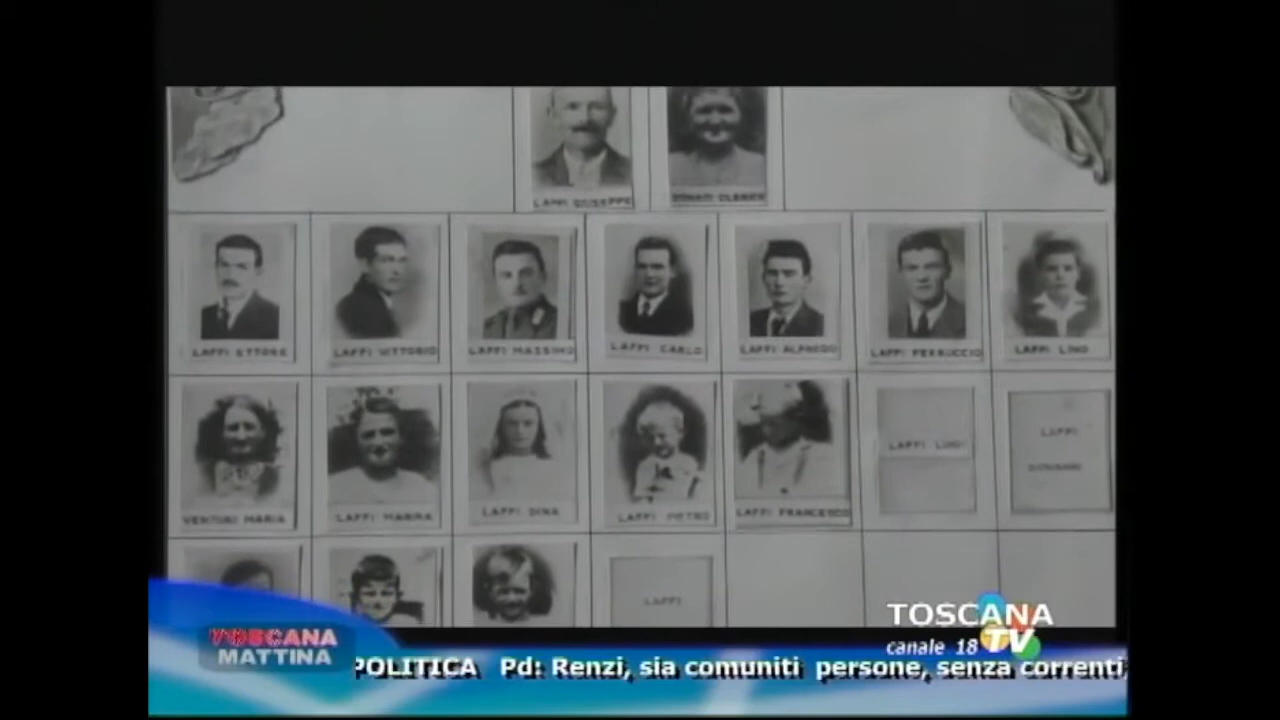 LAFFI GIUSEPPE
LAFFI ETTORE
LAFFI VITTORIO
LAFFI MASSIMO
LAFFI CARLO
LAFFI ALFREDO
LAFFI FERRUCCIO
LAFFI LINO
VENTURI MARIA
LAFFI MARIA
LAFFI DINA
LAFFI PIETRO
LAFFI FRANCESCO
LAFFI LUIGI
LAFFI
LAFFI
TOSCANA
TV
canale 18
TOSCANA
MATTINA
POLITICA Pd: Renzi, sia comuniti persone, senza correnti,